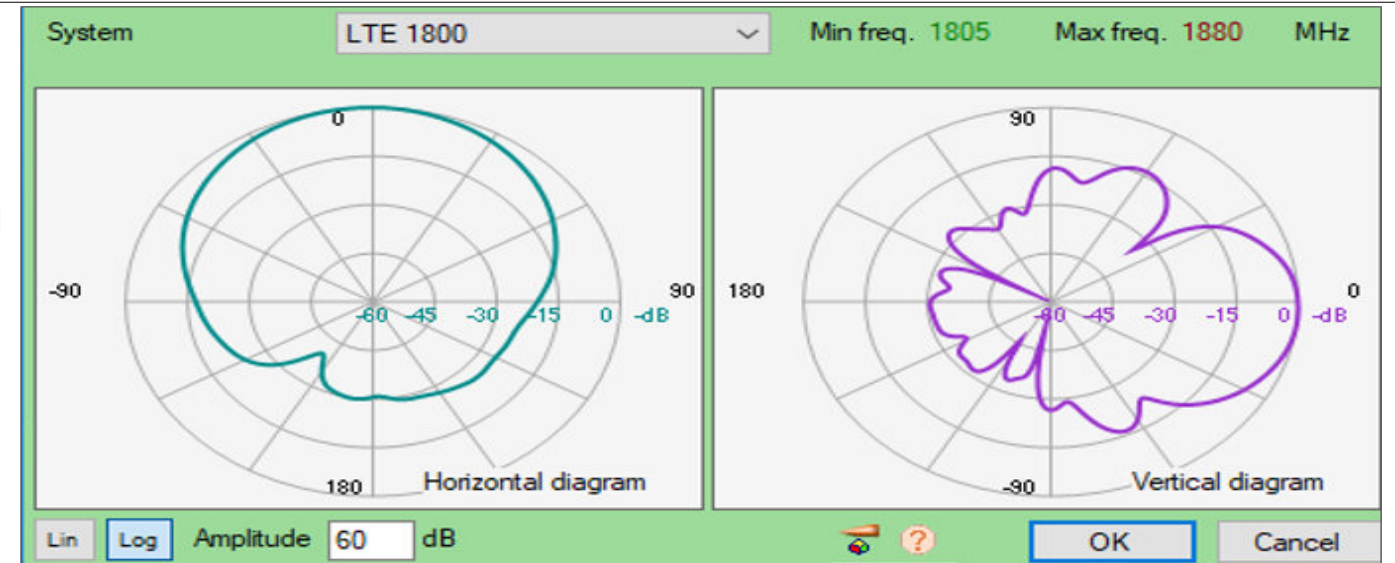 System LTE 1800 Min freq. 1805 Max freq. 1880 MHz
0
-90 90
-60 -45 -30 -15 0 -dB
180 Horizontal diagram
90
180 0
-60 -45 -30 -15 0 -dB
-90 Vertical diagram
Lin Log Amplitude 60 dB ? OK Cancel